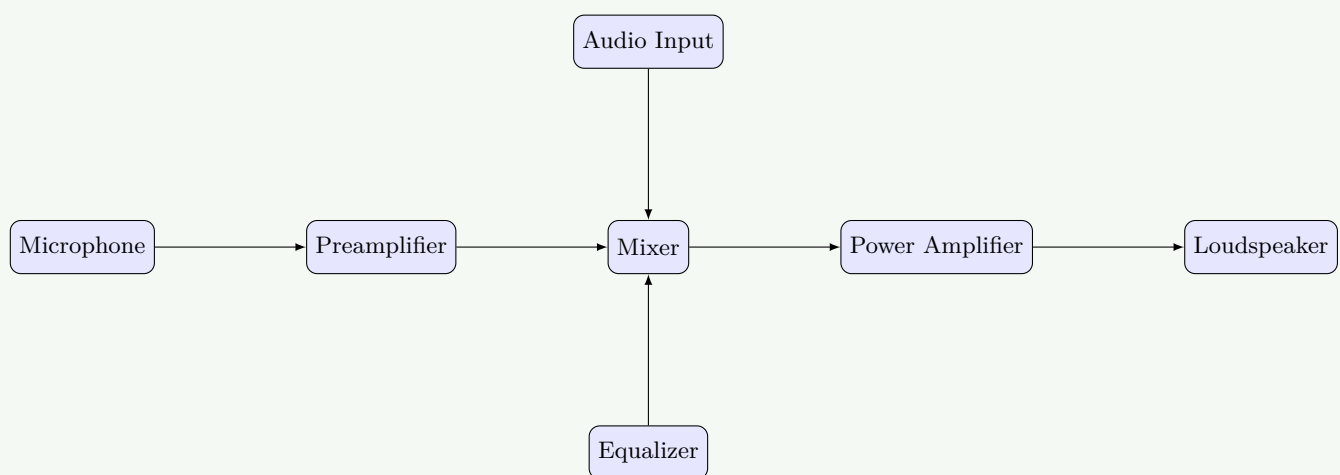 Audio Input
Microphone
Preamplifier
Mixer
Power Amplifier
Loudspeaker
Equalizer